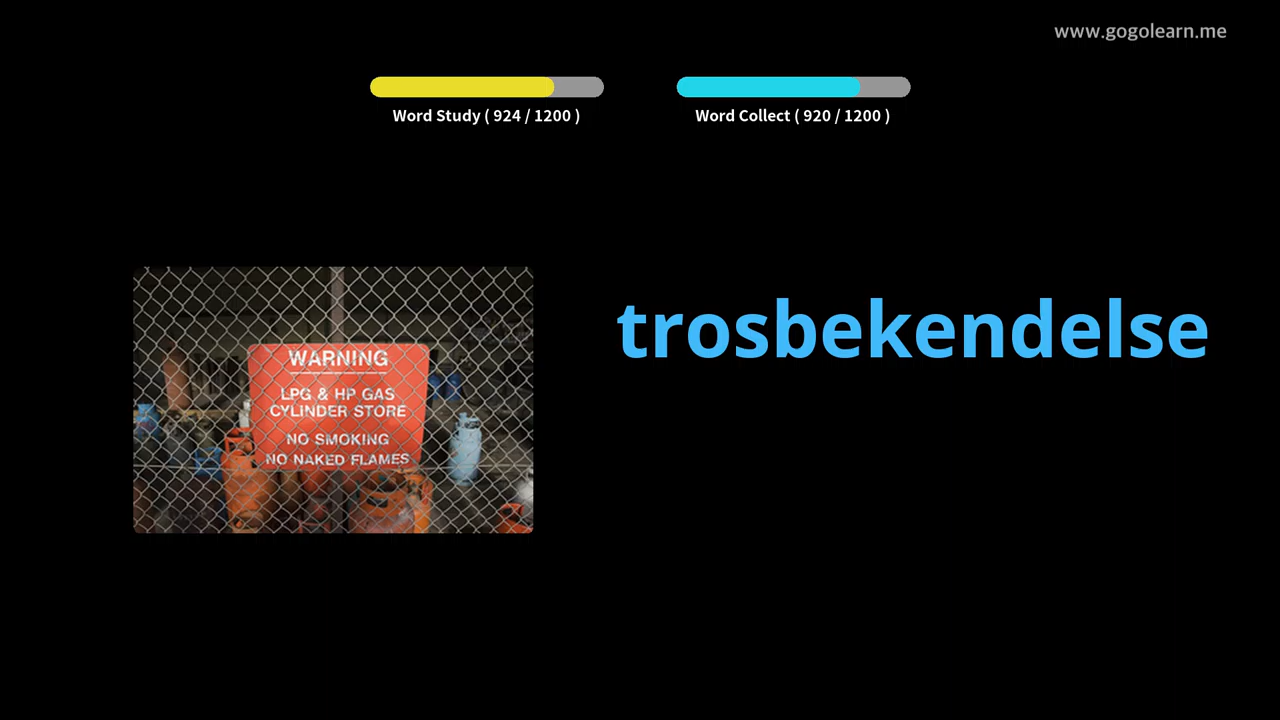 www.gogolearn.me
Word Study ( 924 / 1200 )
Word Collect ( 920 / 1200 )
trosbekendelse
WARNING
LPG & HP GAS
CYLINDER STORE
NO SMOKING
NO NAKED FLAMES